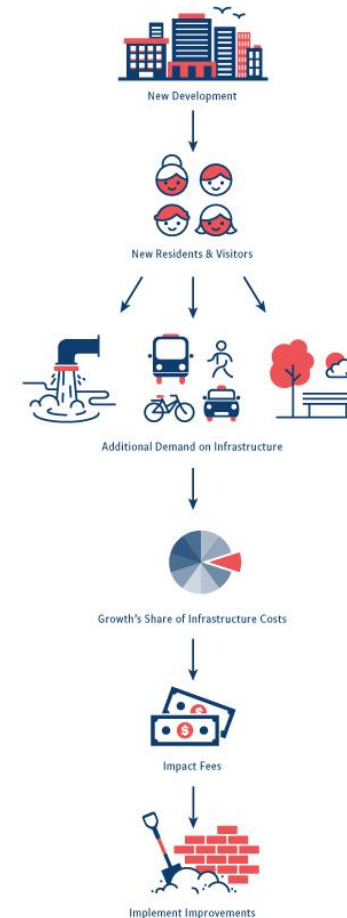 New Development
New Residents & Visitors
Additional Demand on Infrastructure
Growth's Share of Infrastructure Costs
$
$
Impact Fees
Implement Improvements